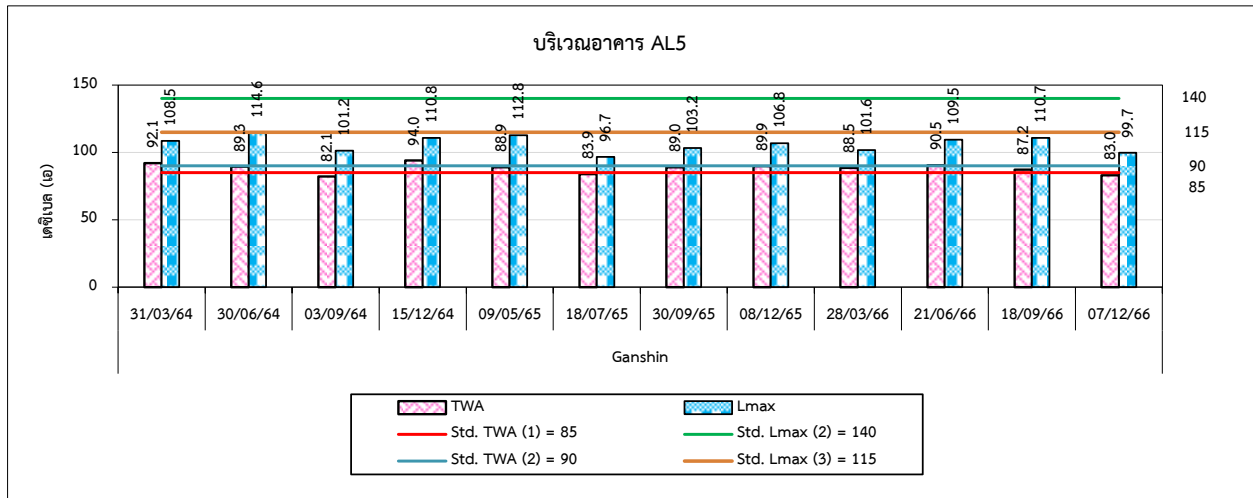 บริเวณอาคาร AL5
เดซิเบล (เอ)
150
100
50
0
92.1 108.5 89.3 114.6 82.1 101.2 94.0 110.8 88.9 112.8 83.9 96.7 89.0 103.2 89.9 106.8 88.5 101.6 90.5 109.5 87.2 110.7 83.0 99.7
140
115
90
85
31/03/64 30/06/64 03/09/64 15/12/64 09/05/65 18/07/65 30/09/65 08/12/65 28/03/66 21/06/66 18/09/66 07/12/66
Ganshin
TWA Lmax
Std. TWA (1) = 85 Std. Lmax (2) = 140
Std. TWA (2) = 90 Std. Lmax (3) = 115